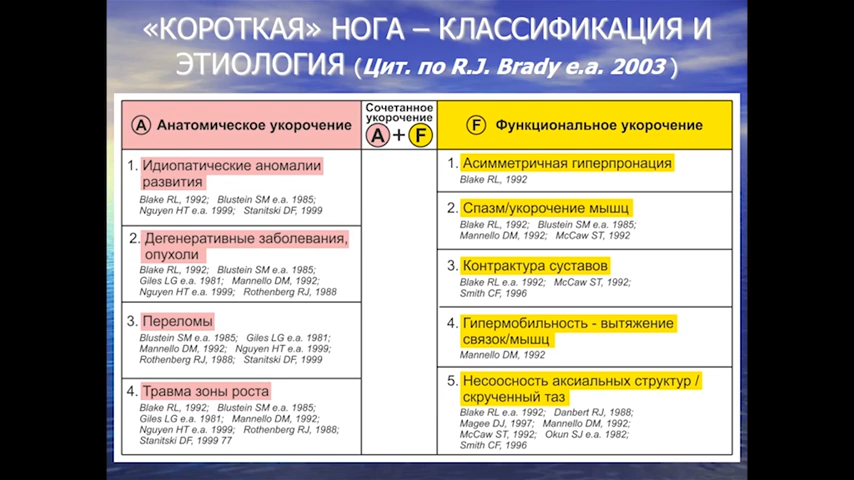 «КОРОТКАЯ» НОГА – КЛАССИФИКАЦИЯ И
ЭТИОЛОГИЯ (Цит. по R.J. Brady e.a. 2003 )
A Анатомическое укорочение
Сочетанное
укорочение
A + F
F Функциональное укорочение
1. Идиопатические аномалии
развития
Blake RL, 1992; Blustein SM e.a. 1985;
Nguyen HT e.a. 1999; Stanitski DF, 1999
2. Дегенеративные заболевания,
опухоли
Blake RL, 1992; Blustein SM e.a. 1985;
Giles LG e.a. 1981; Mannello DM, 1992;
Nguyen HT e.a. 1999; Rothenberg RJ, 1988
3. Переломы
Blustein SM e.a. 1985; Giles LG e.a. 1981;
Mannello DM, 1992; Nguyen HT e.a. 1999;
Rothenberg RJ, 1988; Stanitski DF, 1999
4. Травма зоны роста
Blake RL, 1992; Blustein SM e.a. 1985;
Giles LG e.a. 1981; Mannello DM, 1992;
Nguyen HT e.a. 1999; Rothenberg RJ, 1988;
Stanitski DF, 1999 77
1. Асимметричная гиперпронация
Blake RL, 1992
2. Спазм/укорочение мышц
Blake RL, 1992; Blustein SM e.a. 1985;
Mannello DM, 1992; McCaw ST, 1992
3. Контрактура суставов
Blake RL e.a. 1992; McCaw ST, 1992;
Smith CF, 1996
4. Гипермобильность - вытяжение
связок/мышц
Mannello DM, 1992
5. Несоосность аксиальных структур /
скрученный таз
Blake RL e.a. 1992; Danbert RJ, 1988;
Magee DJ, 1997; Mannello DM, 1992;
McCaw ST, 1992; Okun SJ e.a. 1982;
Smith CF, 1996